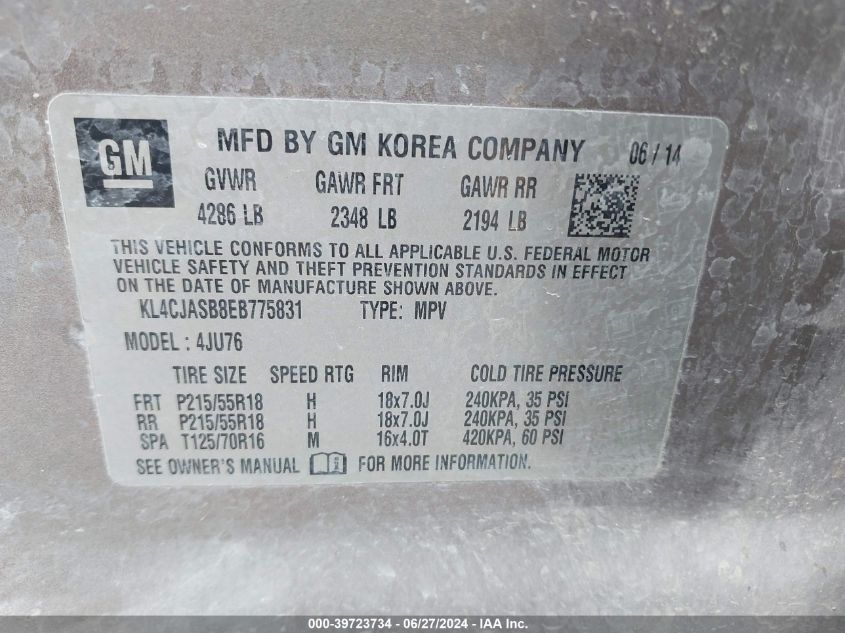 GM
MFD BY GM KOREA COMPANY 06/14
GVWR GAWR FRT GAWR RR
4286 LB 2348 LB 2194 LB
THIS VEHICLE CONFORMS TO ALL APPLICABLE U.S. FEDERAL MOTOR
VEHICLE SAFETY AND THEFT PREVENTION STANDARDS IN EFFECT
ON THE DATE OF MANUFACTURE SHOWN ABOVE.
KL4CJASB8EB775831 TYPE: MPV
MODEL : 4JU76
TIRE SIZE SPEED RTG RIM COLD TIRE PRESSURE
FRT P215/55R18 H 18x7.0J 240KPA, 35 PSI
RR P215/55R18 H 18x7.0J 240KPA, 35 PSI
SPA T125/70R16 M 16x4.0T 420KPA, 60 PSI
SEE OWNER'S MANUAL FOR MORE INFORMATION.
000-39723734 - 06/27/2024 - IAA Inc.